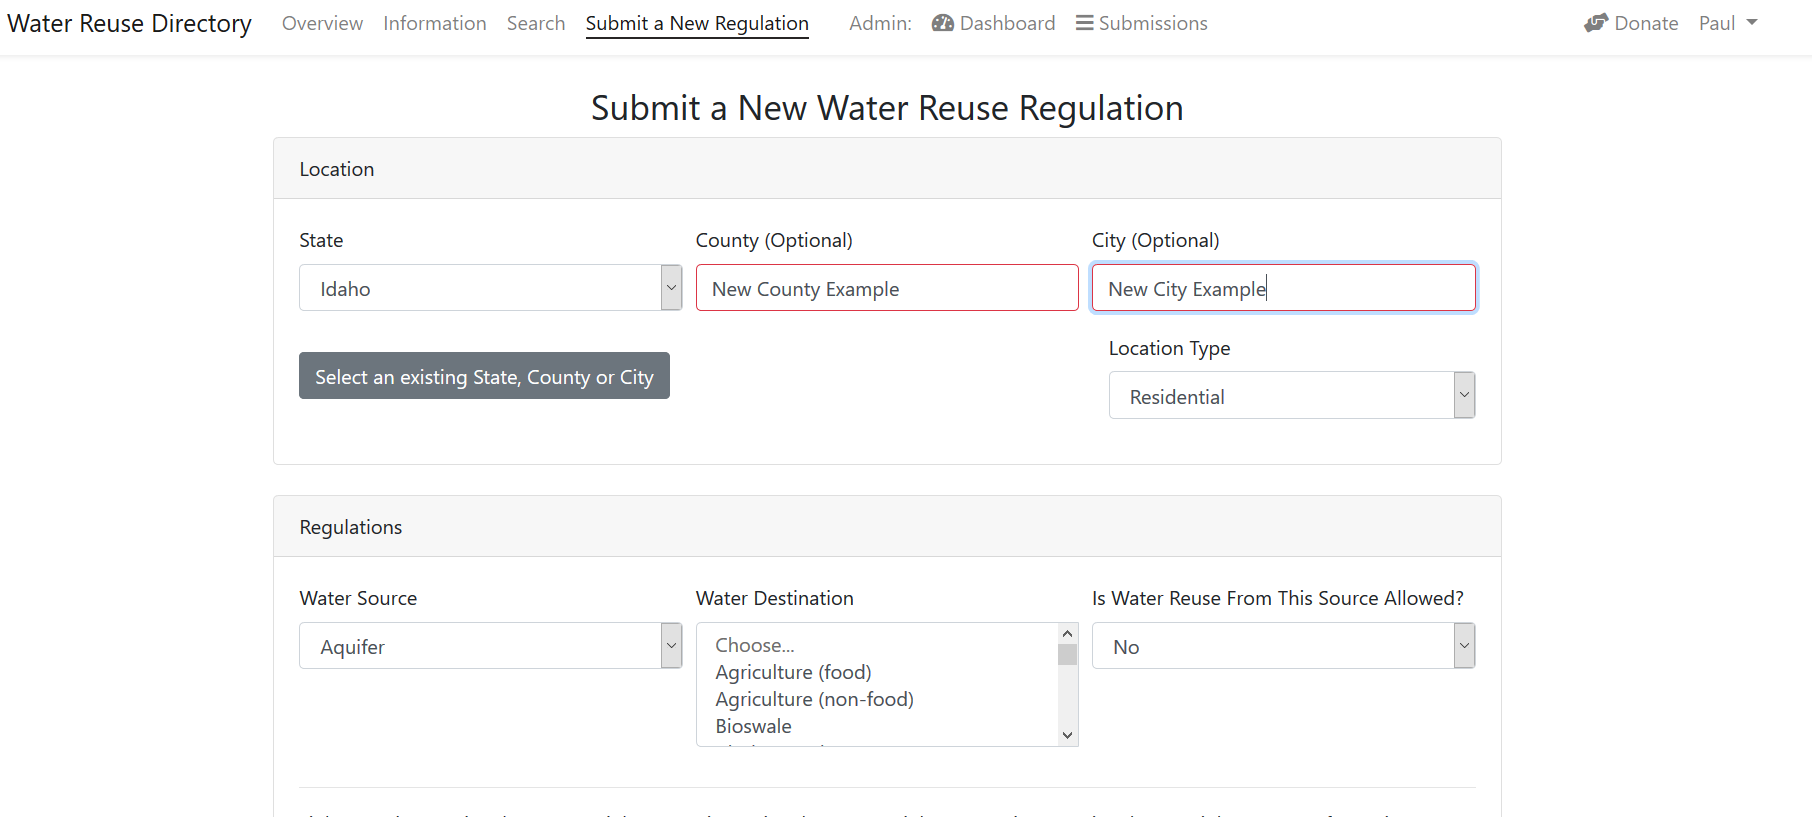 Water Reuse Directory Overview Information Search Submit a New Regulation Admin: Dashboard Submissions Donate Paul
Submit a New Water Reuse Regulation
Location
State County (Optional) City (Optional)
Idaho New County Example New City Example
Location Type
Select an existing State, County or City
Residential
Regulations
Water Source Water Destination Is Water Reuse From This Source Allowed?
Aquifer Choose... No
Agriculture (food)
Agriculture (non-food)
Bioswale